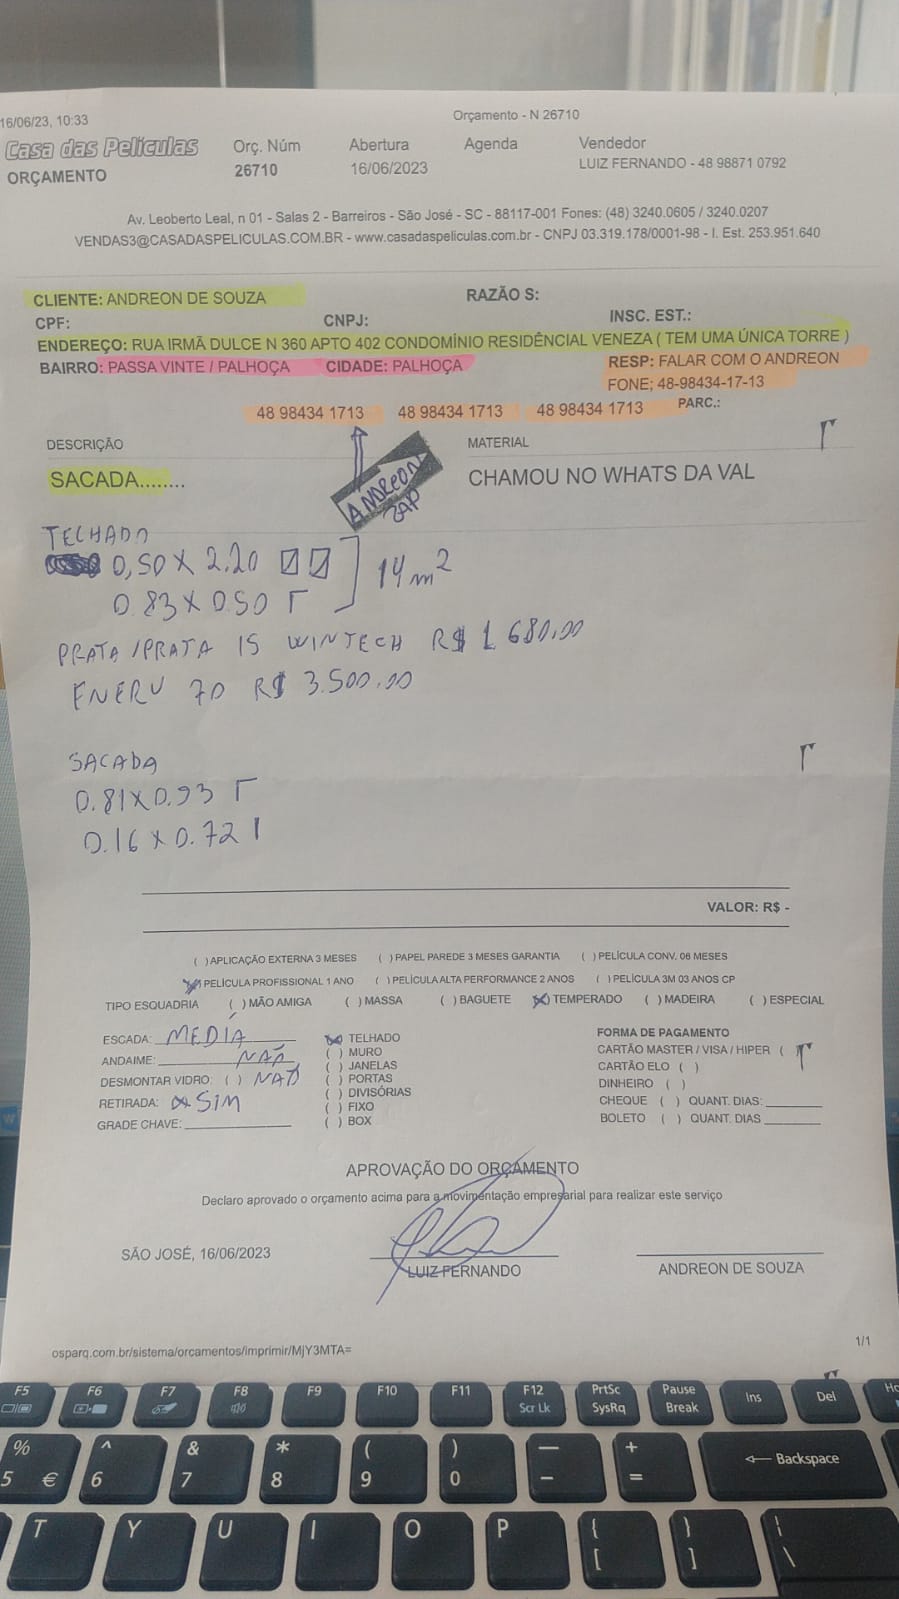 16/06/23, 10:33
Orçamento - N 26710
Casa das Películas
ORÇAMENTO
Orç. Núm
26710
Abertura
16/06/2023
Agenda
Vendedor
LUIZ FERNANDO - 48 98871 0792
Av. Leoberto Leal, n 01 - Salas 2 - Barreiros - São José - SC - 88117-001 Fones: (48) 3240.0605 / 3240.0207
VENDAS3@CASADASPELICULAS.COM.BR - www.casadaspeliculas.com.br - CNPJ 03.319.178/0001-98 - I. Est. 253.951.640
CLIENTE: ANDREON DE SOUZA RAZÃO S:
CPF: CNPJ: INSC. EST.:
ENDEREÇO: RUA IRMÃ DULCE N 360 APTO 402 CONDOMÍNIO RESIDÊNCIAL VENEZA ( TEM UMA ÚNICA TORRE )
BAIRRO: PASSA VINTE / PALHOÇA CIDADE: PALHOÇA RESP: FALAR COM O ANDREON
FONE; 48-98434-17-13
48 98434 1713 48 98434 1713 48 98434 1713 PARC.:
DESCRIÇÃO MATERIAL
SACADA........ CHAMOU NO WHATS DA VAL
ANDREON
ZAP
TELHADO
0,50 X 2.20
0.83 X 0.50
14 m²
PRATA/PRATA 15 WINTECH R$ 1.680,00
70 R$ 3.500,00
SACADA
0.81 X 0.93
0.16 X 0.72
VALOR: R$ -
( ) APLICAÇÃO EXTERNA 3 MESES ( ) PAPEL PAREDE 3 MESES GARANTIA ( ) PELÍCULA CONV. 06 MESES
(X) PELÍCULA PROFISSIONAL 1 ANO ( ) PELÍCULA ALTA PERFORMANCE 2 ANOS ( ) PELÍCULA 3M 03 ANOS CP
TIPO ESQUADRIA ( ) MÃO AMIGA ( ) MASSA ( ) BAGUETE (X) TEMPERADO ( ) MADEIRA ( ) ESPECIAL
ESCADA: MEDIA
ANDAIME: NAO
DESMONTAR VIDRO: ( ) NAO
RETIRADA: SIM
GRADE CHAVE:
(X) TELHADO
( ) MURO
( ) JANELAS
( ) PORTAS
( ) DIVISÓRIAS
( ) FIXO
( ) BOX
FORMA DE PAGAMENTO
CARTÃO MASTER / VISA / HIPER (
CARTÃO ELO ( )
DINHEIRO ( )
CHEQUE ( ) QUANT. DIAS:
BOLETO ( ) QUANT. DIAS
APROVAÇÃO DO ORÇAMENTO
Declaro aprovado o orçamento acima para a movimentação empresarial para realizar este serviço
SÃO JOSÉ, 16/06/2023
LUIZ FERNANDO
ANDREON DE SOUZA
osparq.com.br/sistema/orcamentos/imprimir/MjY3MTA=
1/1
F5 F6 F7 F8 F9 F10 F11 F12 Scr Lk PrtSc SysRq Pause Break Ins Del
% 5 € ^ 6 & 7 * 8 ( 9 ) 0 — - + = Backspace
T Y U I O P { [ } ] | \